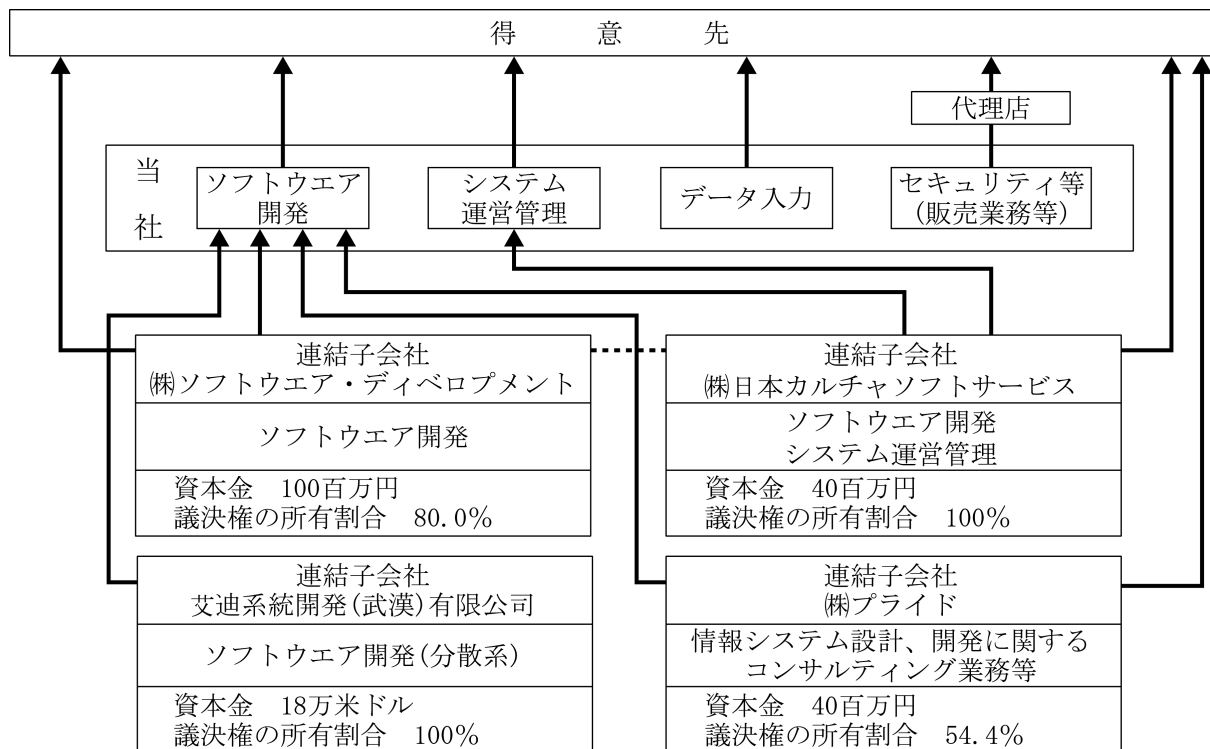 得意先
代理店
当社
ソフトウエア
開発
システム
運営管理
データ入力
セキュリティ等
(販売業務等)
連結子会社
㈱ソフトウエア・ディベロプメント
ソフトウエア開発
資本金 100百万円
議決権の所有割合 80.0%
連結子会社
㈱日本カルチャソフトサービス
ソフトウエア開発
システム運営管理
資本金 40百万円
議決権の所有割合 100%
連結子会社
艾迪系統開発(武漢)有限公司
ソフトウエア開発(分散系)
資本金 18万米ドル
議決権の所有割合 100%
連結子会社
㈱プライド
情報システム設計、開発に関する
コンサルティング業務等
資本金 40百万円
議決権の所有割合 54.4%